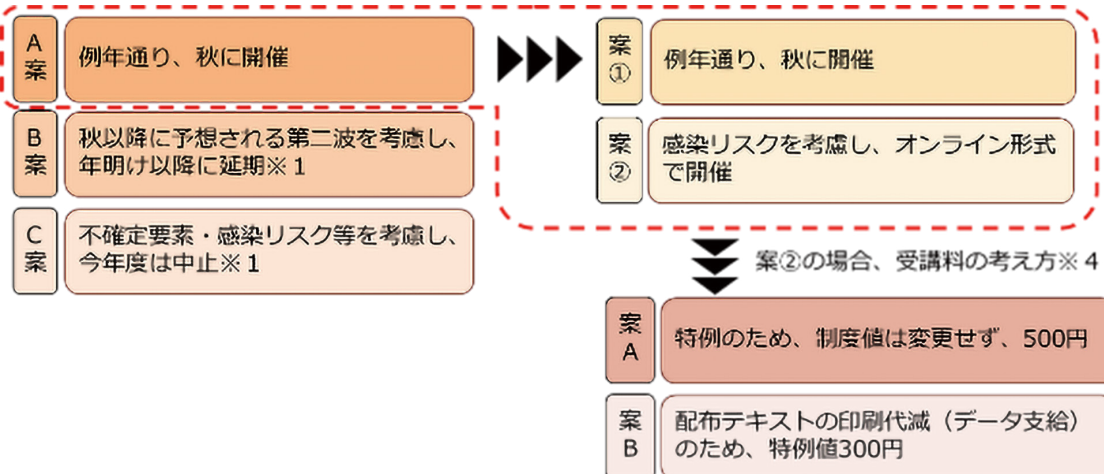 A
案
例年通り、秋に開催
B
案
秋以降に予想される第二波を考慮し、
年明け以降に延期※1
C
案
不確定要素・感染リスク等を考慮し、
今年度は中止※1
案
①
例年通り、秋に開催
案
②
感染リスクを考慮し、オンライン形式
で開催
案②の場合、受講料の考え方※4
案
A
特例のため、制度値は変更せず、500円
案
B
配布テキストの印刷代減（データ支給）
のため、特例値300円